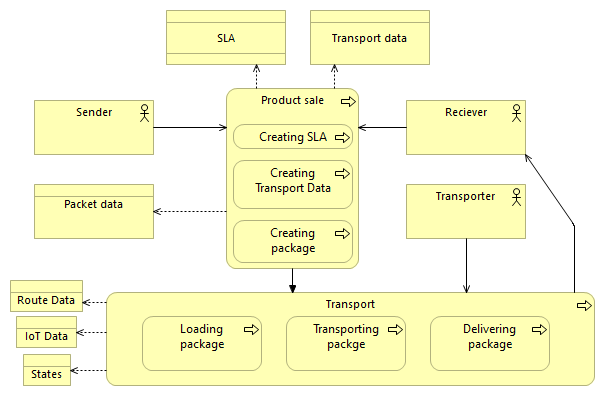 SLA
Transport data
Product sale
Sender
Reciever
Creating SLA
Creating
Transport Data
Packet data
Transporter
Creating
package
Transport
Route Data
Loading
package
Transporting
packge
Delivering
package
IoT Data
States